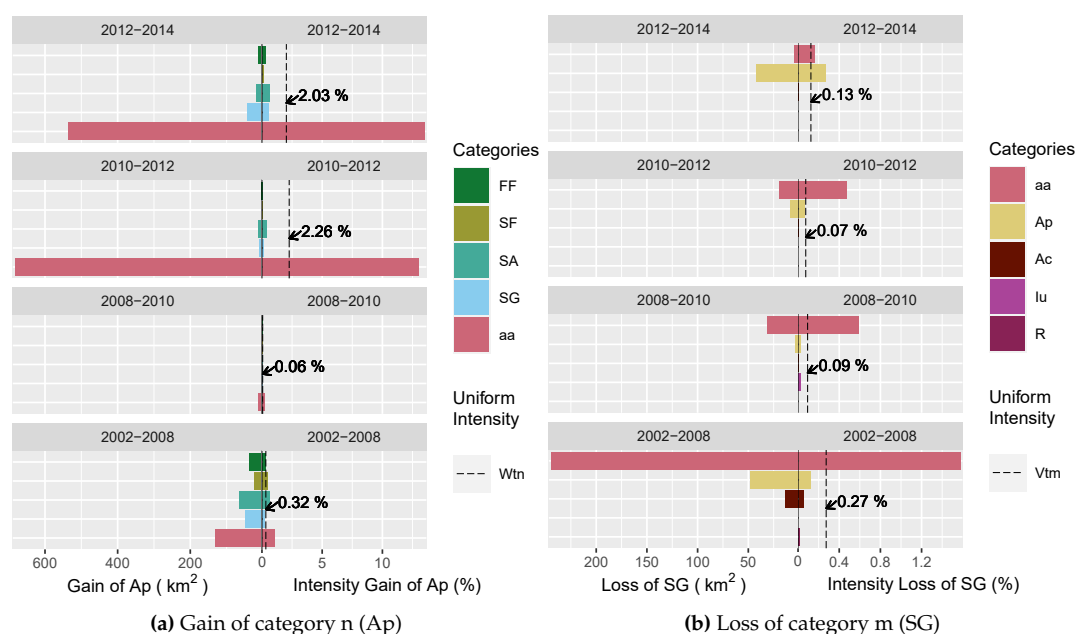 2012−2014 2012−2014
2.03 %
2010−2012 2010−2012
2.26 %
2008−2010 2008−2010
0.06 %
2002−2008 2002−2008
0.32 %
600 400 200 0 5 10
Gain of Ap ( km2 ) Intensity Gain of Ap (%)
Categories
FF
SF
SA
SG
aa
Uniform
Intensity
Wtn
(a) Gain of category n (Ap)
2012−2014 2012−2014
0.13 %
2010−2012 2010−2012
0.07 %
2008−2010 2008−2010
0.09 %
2002−2008 2002−2008
0.27 %
200 150 100 50 0 0.4 0.8 1.2
Loss of SG ( km2 ) Intensity Loss of SG (%)
Categories
aa
Ap
Ac
Iu
R
Uniform
Intensity
Vtm
(b) Loss of category m (SG)